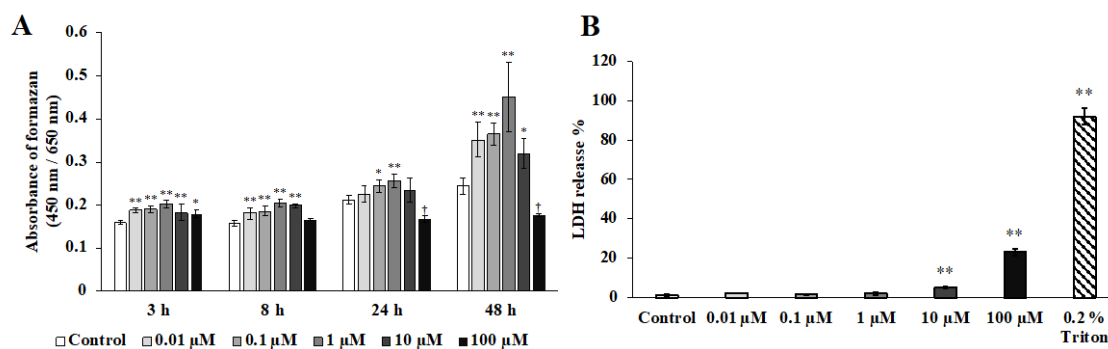 A
Absorbance of formazan
(450 nm / 650 nm)
0.6
0.5
0.4
0.3
0.2
0.1
0
** ** ** ** *
** ** ** **
* ** †
** ** ** * †
3 h 8 h 24 h 48 h
Control 0.01 µM 0.1 µM 1 µM 10 µM 100 µM
B
LDH releasse %
120
100
80
60
40
20
0
** ** **
Control 0.01 µM 0.1 µM 1 µM 10 µM 100 µM 0.2 %
Triton